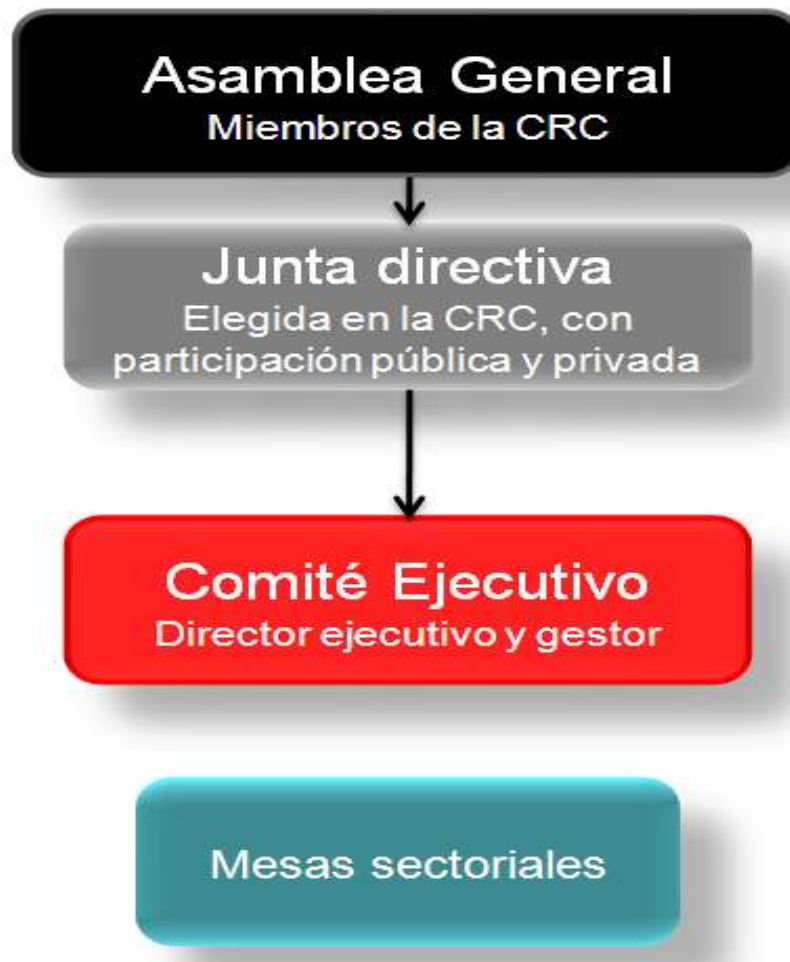 Asamblea General
Miembros de la CRC
Junta directiva
Elegida en la CRC, con
participación pública y privada
Comité Ejecutivo
Director ejecutivo y gestor
Mesas sectoriales